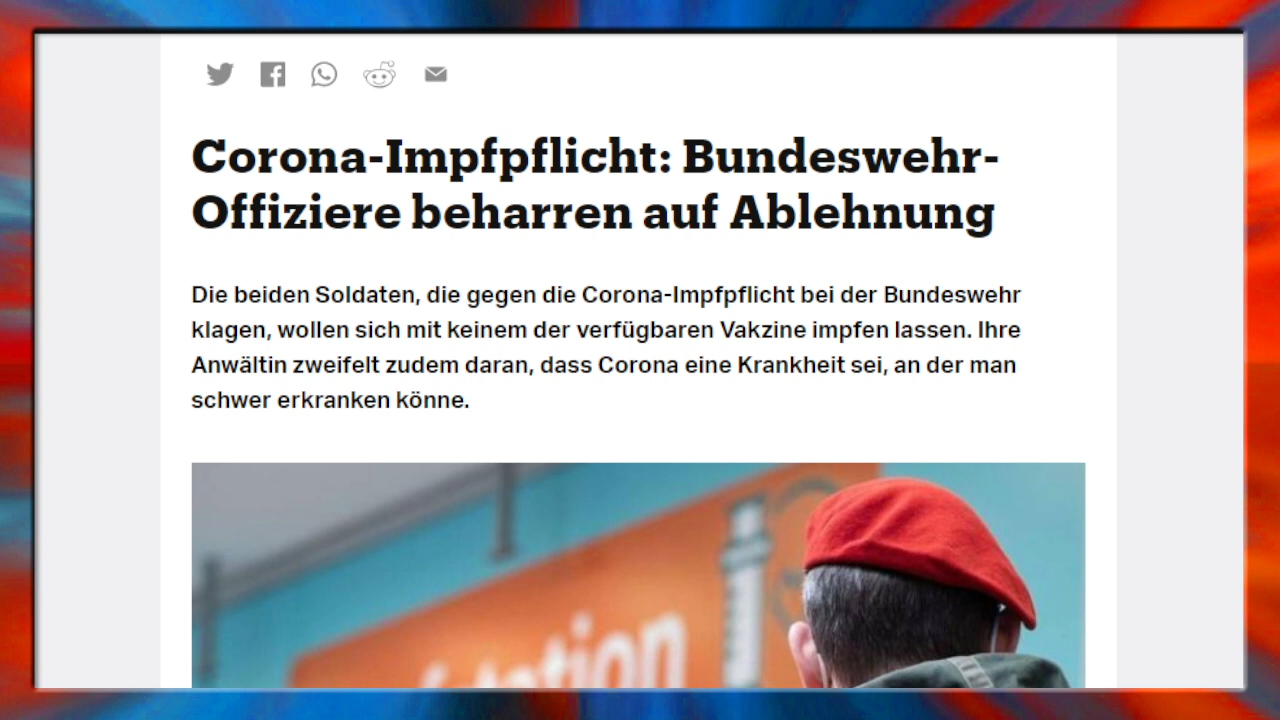 Corona-Impfpflicht: Bundeswehr-
Offiziere beharren auf Ablehnung
Die beiden Soldaten, die gegen die Corona-Impfpflicht bei der Bundeswehr
klagen, wollen sich mit keinem der verfügbaren Vakzine impfen lassen. Ihre
Anwältin zweifelt zudem daran, dass Corona eine Krankheit sei, an der man
schwer erkranken könne.